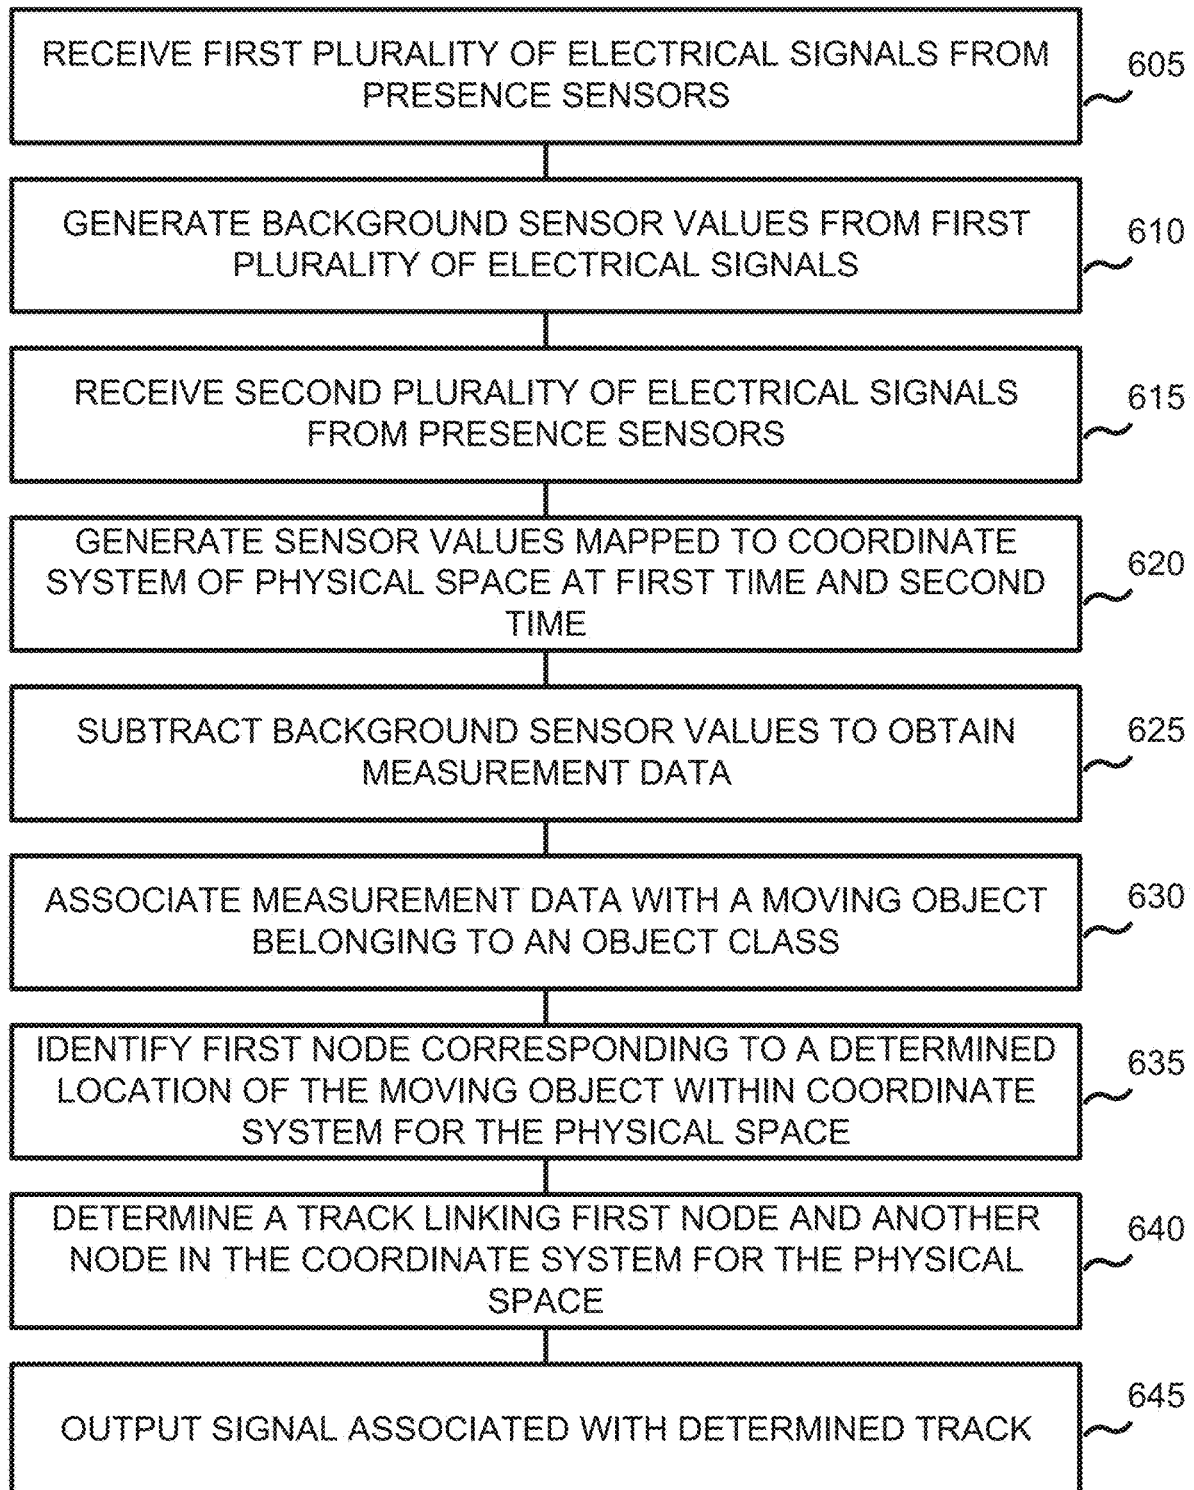 RECEIVE FIRST PLURALITY OF ELECTRICAL SIGNALS FROM
PRESENCE SENSORS
605
GENERATE BACKGROUND SENSOR VALUES FROM FIRST
PLURALITY OF ELECTRICAL SIGNALS
610
RECEIVE SECOND PLURALITY OF ELECTRICAL SIGNALS
FROM PRESENCE SENSORS
615
GENERATE SENSOR VALUES MAPPED TO COORDINATE
SYSTEM OF PHYSICAL SPACE AT FIRST TIME AND SECOND
TIME
620
SUBTRACT BACKGROUND SENSOR VALUES TO OBTAIN
MEASUREMENT DATA
625
ASSOCIATE MEASUREMENT DATA WITH A MOVING OBJECT
BELONGING TO AN OBJECT CLASS
630
IDENTIFY FIRST NODE CORRESPONDING TO A DETERMINED
LOCATION OF THE MOVING OBJECT WITHIN COORDINATE
SYSTEM FOR THE PHYSICAL SPACE
635
DETERMINE A TRACK LINKING FIRST NODE AND ANOTHER
NODE IN THE COORDINATE SYSTEM FOR THE PHYSICAL
SPACE
640
OUTPUT SIGNAL ASSOCIATED WITH DETERMINED TRACK
645